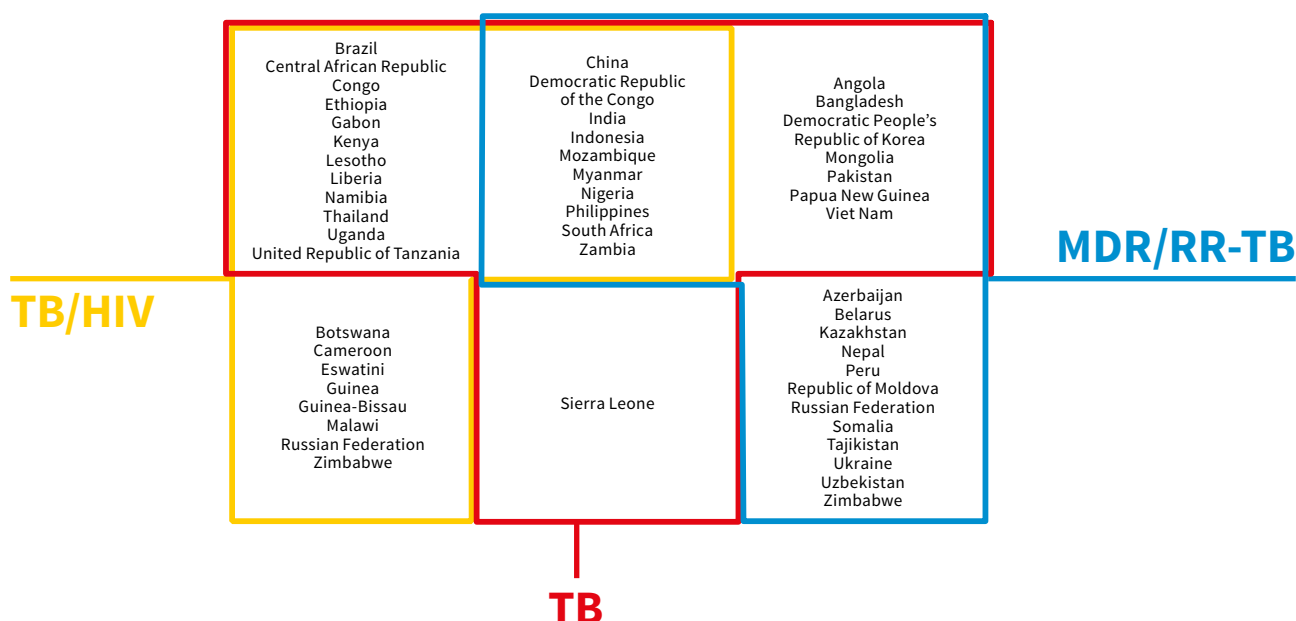 Brazil
Central African Republic
Congo
Ethiopia
Gabon
Kenya
Lesotho
Liberia
Namibia
Thailand
Uganda
United Republic of Tanzania
China
Democratic Republic
of the Congo
India
Indonesia
Mozambique
Myanmar
Nigeria
Philippines
South Africa
Zambia
Angola
Bangladesh
Democratic People’s
Republic of Korea
Mongolia
Pakistan
Papua New Guinea
Viet Nam
MDR/RR-TB
TB/HIV
Botswana
Cameroon
Eswatini
Guinea
Guinea-Bissau
Malawi
Russian Federation
Zimbabwe
Sierra Leone
Azerbaijan
Belarus
Kazakhstan
Nepal
Peru
Republic of Moldova
Russian Federation
Somalia
Tajikistan
Ukraine
Uzbekistan
Zimbabwe
TB